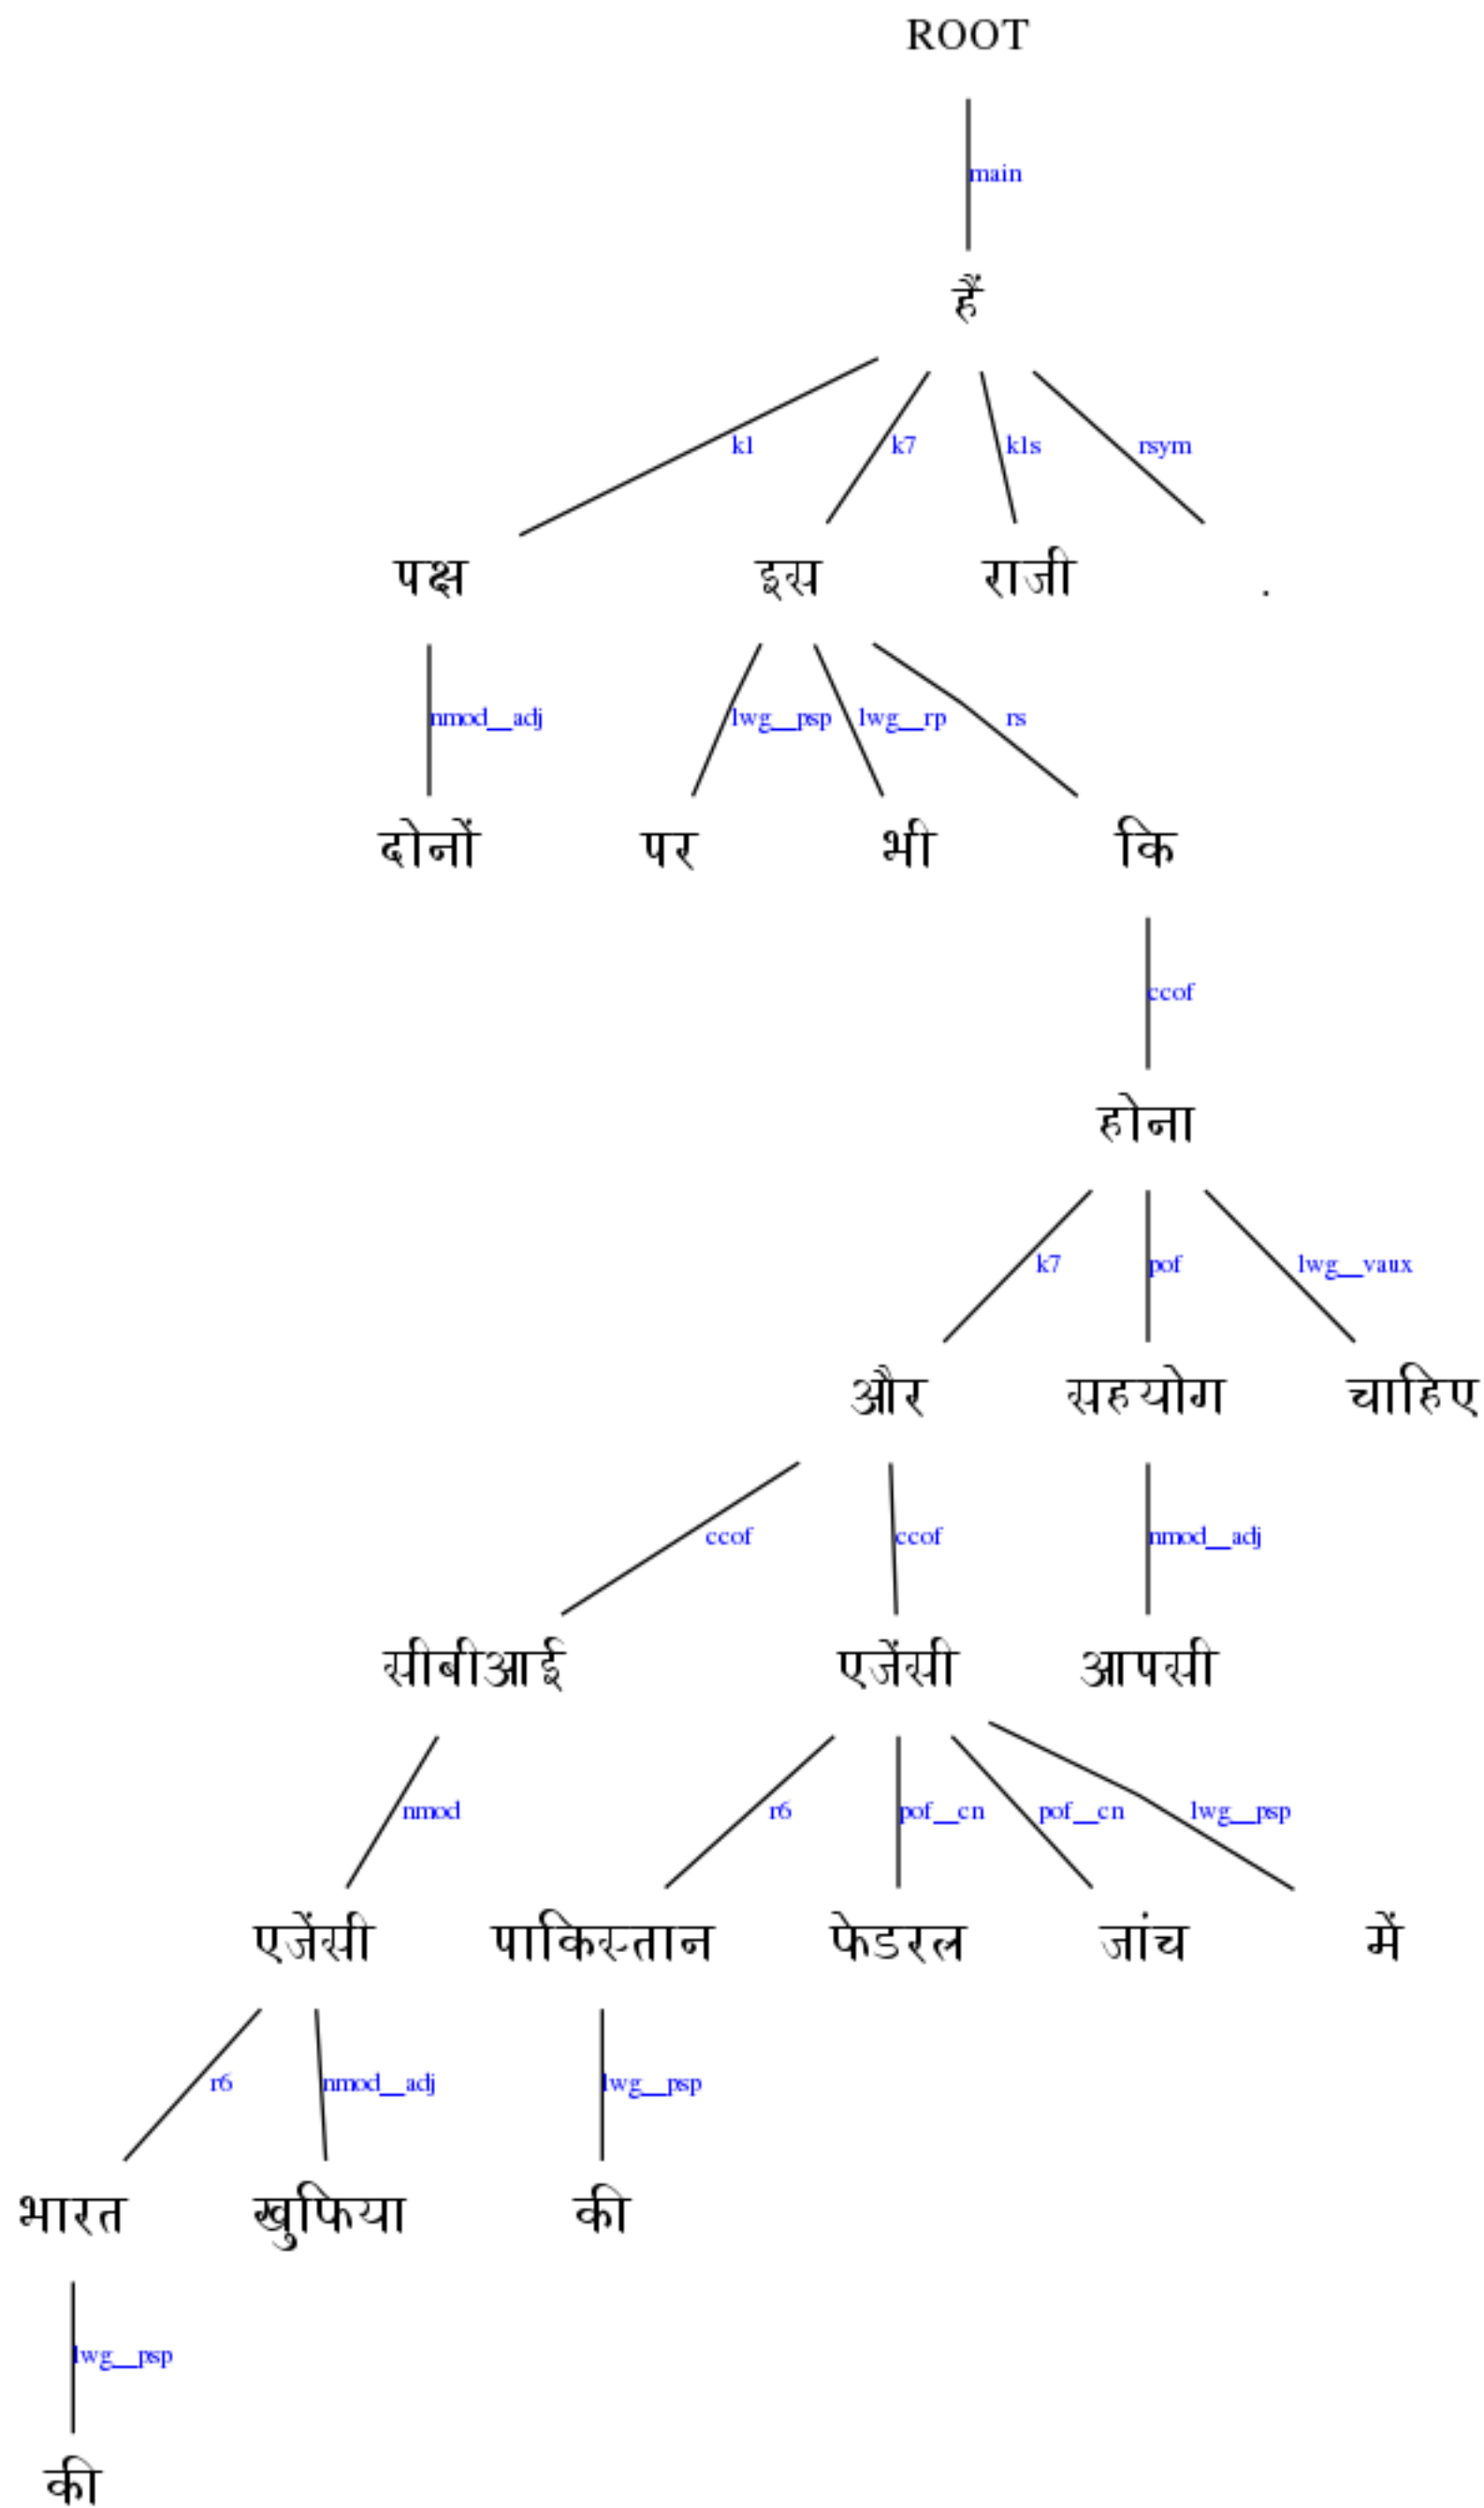 ROOT
main
हैं
k1 k7 k1s rsym
पक्ष इस राजी .
nmod__adj lwg__psp lwg__rp rs
दोनों पर भी कि
ccof
होना
k7 pof lwg__vaux
और सहयोग चाहिए
ccof ccof nmod__adj
सीबीआई एजेंसी आपसी
nmod r6 pof__cn pof__cn lwg__psp
एजेंसी पाकिस्तान फेडरल जांच में
r6 nmod__adj lwg__psp
भारत खुफिया की
lwg__psp
की